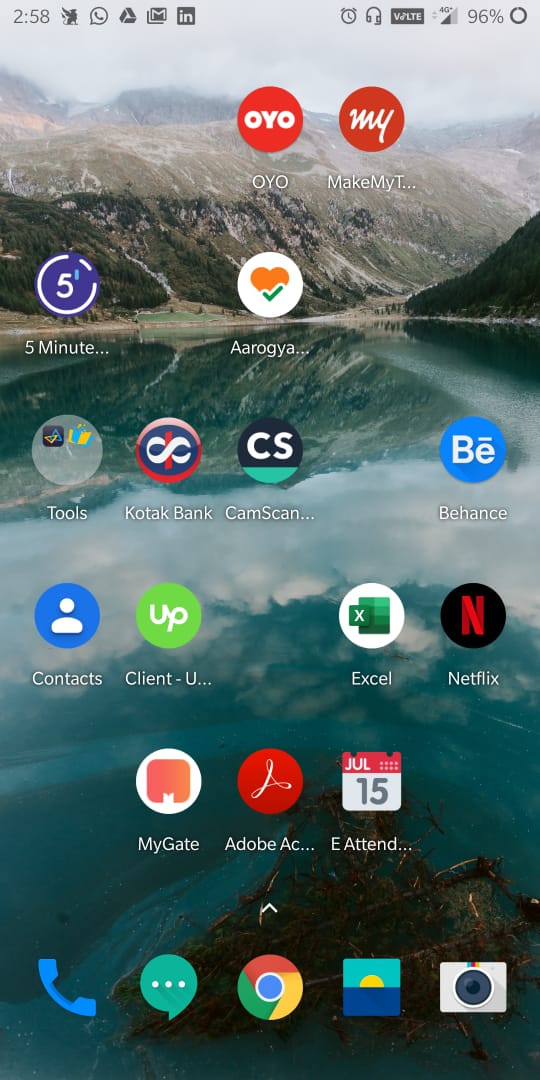 2:58 VoLTE 4G+ 96%
OYO my
OYO MakeMyT...
5'
5 Minute... Aarogya...
CS Bē
Tools Kotak Bank CamScan... Behance
Up X N
Contacts Client - U... Excel Netflix
JUL
15
MyGate Adobe Ac... E Attend...